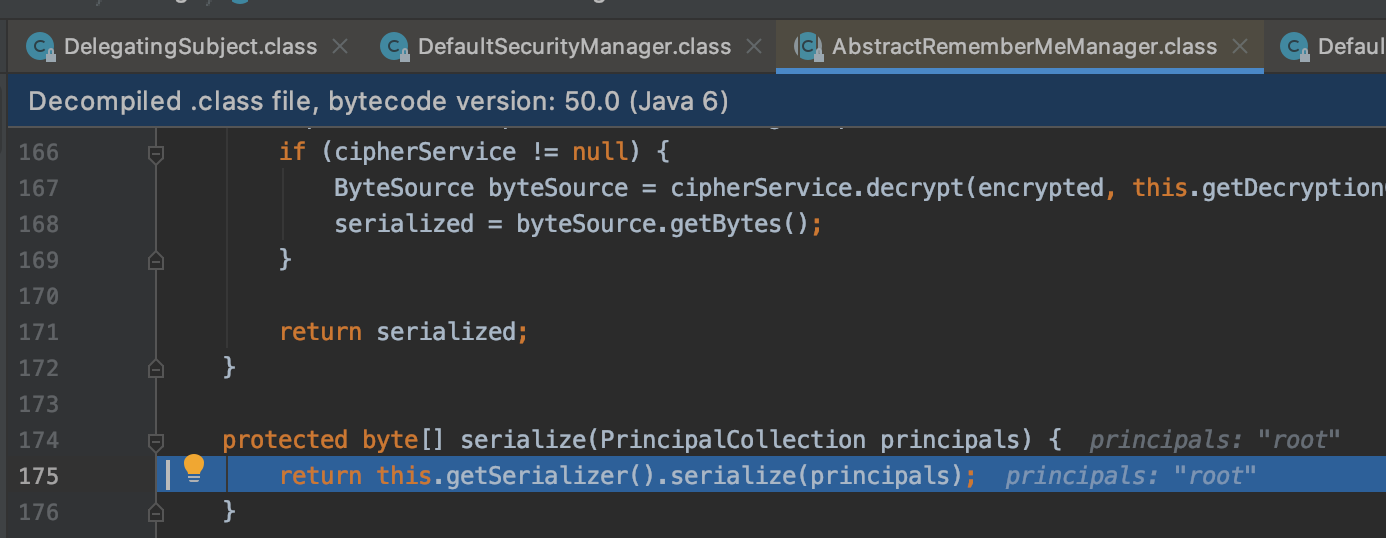 DelegatingSubject.class DefaultSecurityManager.class AbstractRememberMeManager.class Defaul
Decompiled .class file, bytecode version: 50.0 (Java 6)
166 if (cipherService != null) {
167 ByteSource byteSource = cipherService.decrypt(encrypted, this.getDecryption
168 serialized = byteSource.getBytes();
169 }
170
171 return serialized;
172 }
173
174 protected byte[] serialize(PrincipalCollection principals) { principals: "root"
175 return this.getSerializer().serialize(principals); principals: "root"
176 }